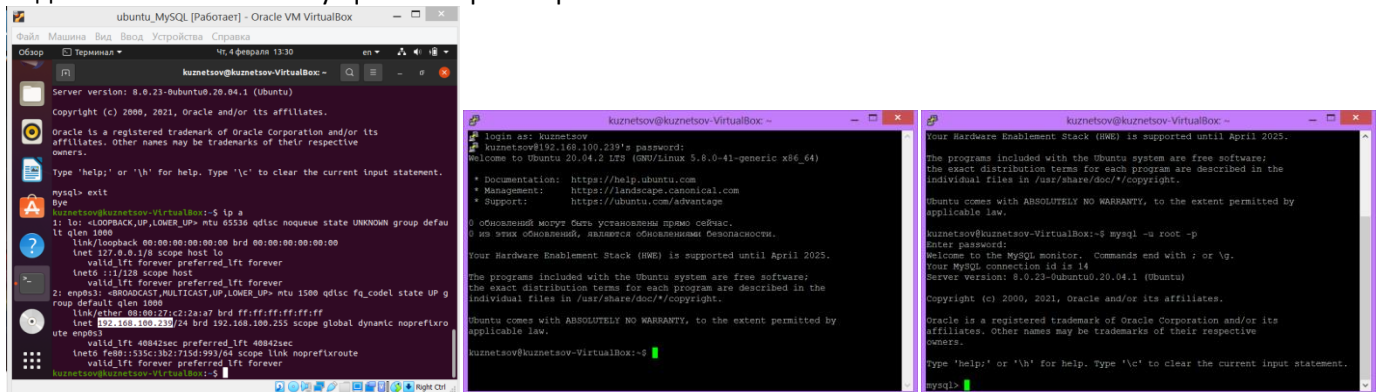 ubuntu_MySQL [Работает] - Oracle VM VirtualBox
Файл Машина Вид Ввод Устройства Справка
Обзор Терминал Чт, 4 февраля 13:30 en
kuznetsov@kuznetsov-VirtualBox: ~
Server version: 8.0.23-0ubuntu0.20.04.1 (Ubuntu)
Copyright (c) 2000, 2021, Oracle and/or its affiliates.
Oracle is a registered trademark of Oracle Corporation and/or its
affiliates. Other names may be trademarks of their respective
owners.
Type 'help;' or '\h' for help. Type '\c' to clear the current input statement.
mysql> exit
Bye
kuznetsov@kuznetsov-VirtualBox:~$ ip a
1: lo: <LOOPBACK,UP,LOWER_UP> mtu 65536 qdisc noqueue state UNKNOWN group defau
lt qlen 1000
link/loopback 00:00:00:00:00:00 brd 00:00:00:00:00:00
inet 127.0.0.1/8 scope host lo
valid_lft forever preferred_lft forever
inet6 ::1/128 scope host
valid_lft forever preferred_lft forever
2: enp0s3: <BROADCAST,MULTICAST,UP,LOWER_UP> mtu 1500 qdisc fq_codel state UP g
roup default qlen 1000
link/ether 08:00:27:c2:2a:a7 brd ff:ff:ff:ff:ff:ff
inet 192.168.100.239/24 brd 192.168.100.255 scope global dynamic noprefixro
ute enp0s3
valid_lft 40842sec preferred_lft 40842sec
inet6 fe80::535c:3b2:715d:993/64 scope link noprefixroute
valid_lft forever preferred_lft forever
kuznetsov@kuznetsov-VirtualBox:~$
Right Ctrl
kuznetsov@kuznetsov-VirtualBox: ~
login as: kuznetsov
kuznetsov@192.168.100.239's password:
Welcome to Ubuntu 20.04.2 LTS (GNU/Linux 5.8.0-41-generic x86_64)
* Documentation: https://help.ubuntu.com
* Management: https://landscape.canonical.com
* Support: https://ubuntu.com/advantage
0 обновлений могут быть установлены прямо сейчас.
0 из этих обновлений, являются обновлениями безопасности.
Your Hardware Enablement Stack (HWE) is supported until April 2025.
The programs included with the Ubuntu system are free software;
the exact distribution terms for each program are described in the
individual files in /usr/share/doc/*/copyright.
Ubuntu comes with ABSOLUTELY NO WARRANTY, to the extent permitted by
applicable law.
kuznetsov@kuznetsov-VirtualBox:~$
kuznetsov@kuznetsov-VirtualBox: ~
Your Hardware Enablement Stack (HWE) is supported until April 2025.
The programs included with the Ubuntu system are free software;
the exact distribution terms for each program are described in the
individual files in /usr/share/doc/*/copyright.
Ubuntu comes with ABSOLUTELY NO WARRANTY, to the extent permitted by
applicable law.
kuznetsov@kuznetsov-VirtualBox:~$ mysql -u root -p
Enter password:
Welcome to the MySQL monitor. Commands end with ; or \g.
Your MySQL connection id is 14
Server version: 8.0.23-0ubuntu0.20.04.1 (Ubuntu)
Copyright (c) 2000, 2021, Oracle and/or its affiliates.
Oracle is a registered trademark of Oracle Corporation and/or its
affiliates. Other names may be trademarks of their respective
owners.
Type 'help;' or '\h' for help. Type '\c' to clear the current input statement.
mysql>